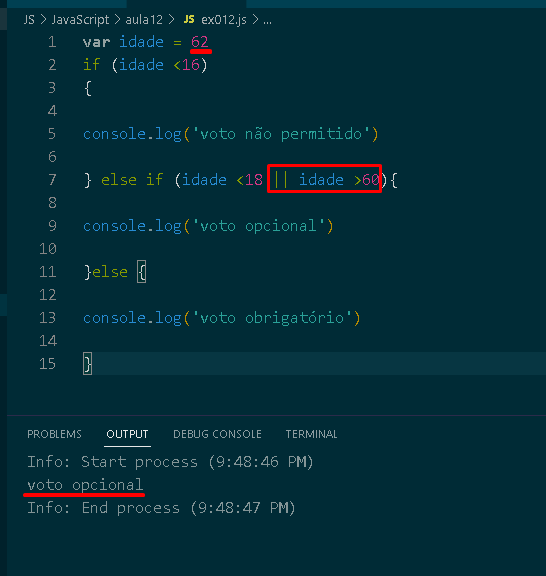 JS > JavaScript > aula12 > JS ex012.js > ...
1 var idade = 62
2 if (idade <16)
3 {
4
5 console.log('voto não permitido')
6
7 } else if (idade <18 || idade >60){
8
9 console.log('voto opcional')
10
11 }else {
12
13 console.log('voto obrigatório')
14
15 }
PROBLEMS OUTPUT DEBUG CONSOLE TERMINAL
Info: Start process (9:48:46 PM)
voto opcional
Info: End process (9:48:47 PM)